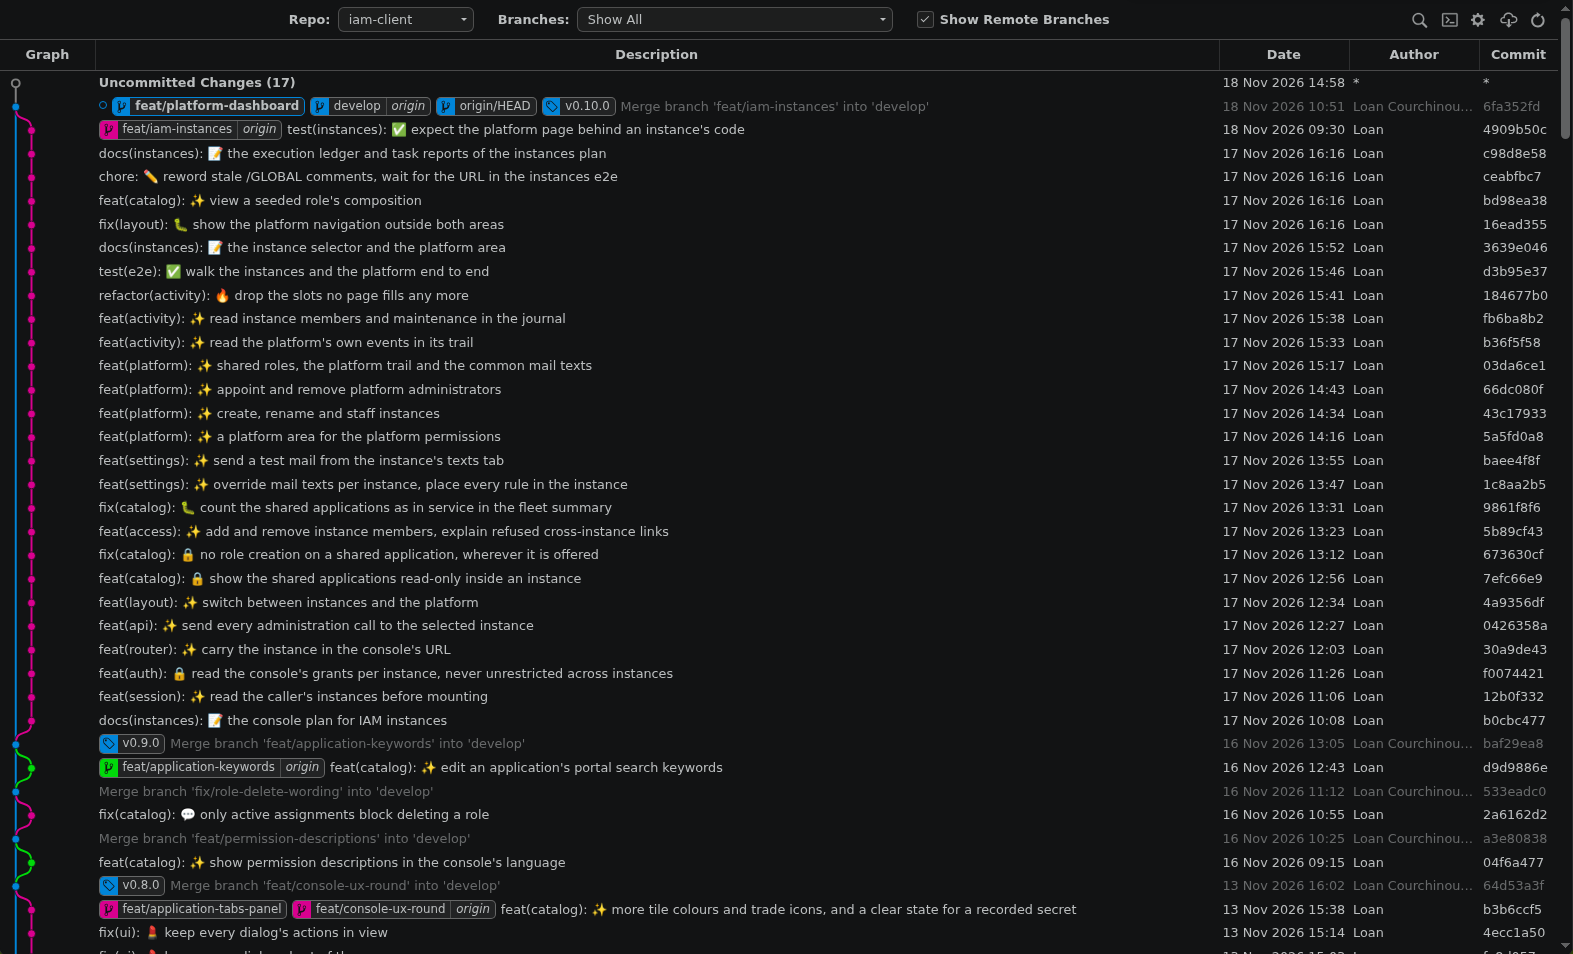 Repo: iam-client Branches: Show All Show Remote Branches
Graph Description Date Author Commit
Uncommitted Changes (17) 18 Nov 2026 14:58 * *
feat/platform-dashboard develop origin origin/HEAD v0.10.0 Merge branch 'feat/iam-instances' into 'develop' 18 Nov 2026 10:51 Loan Courchinou… 6fa352fd
feat/iam-instances origin test(instances): ✅ expect the platform page behind an instance's code 18 Nov 2026 09:30 Loan 4909b50c
docs(instances): 📝 the execution ledger and task reports of the instances plan 17 Nov 2026 16:16 Loan c98d8e58
chore: ✏️ reword stale /GLOBAL comments, wait for the URL in the instances e2e 17 Nov 2026 16:16 Loan ceabfbc7
feat(catalog): ✨ view a seeded role's composition 17 Nov 2026 16:16 Loan bd98ea38
fix(layout): 🐛 show the platform navigation outside both areas 17 Nov 2026 16:16 Loan 16ead355
docs(instances): 📝 the instance selector and the platform area 17 Nov 2026 15:52 Loan 3639e046
test(e2e): ✅ walk the instances and the platform end to end 17 Nov 2026 15:46 Loan d3b95e37
refactor(activity): 🔥 drop the slots no page fills any more 17 Nov 2026 15:41 Loan 184677b0
feat(activity): ✨ read instance members and maintenance in the journal 17 Nov 2026 15:38 Loan fb6ba8b2
feat(activity): ✨ read the platform's own events in its trail 17 Nov 2026 15:33 Loan b36f5f58
feat(platform): ✨ shared roles, the platform trail and the common mail texts 17 Nov 2026 15:17 Loan 03da6ce1
feat(platform): ✨ appoint and remove platform administrators 17 Nov 2026 14:43 Loan 66dc080f
feat(platform): ✨ create, rename and staff instances 17 Nov 2026 14:34 Loan 43c17933
feat(platform): ✨ a platform area for the platform permissions 17 Nov 2026 14:16 Loan 5a5fd0a8
feat(settings): ✨ send a test mail from the instance's texts tab 17 Nov 2026 13:55 Loan baee4f8f
feat(settings): ✨ override mail texts per instance, place every rule in the instance 17 Nov 2026 13:47 Loan 1c8aa2b5
fix(catalog): 🐛 count the shared applications as in service in the fleet summary 17 Nov 2026 13:31 Loan 9861f8f6
feat(access): ✨ add and remove instance members, explain refused cross-instance links 17 Nov 2026 13:23 Loan 5b89cf43
fix(catalog): 🔒 no role creation on a shared application, wherever it is offered 17 Nov 2026 13:12 Loan 673630cf
feat(catalog): 🔒 show the shared applications read-only inside an instance 17 Nov 2026 12:56 Loan 7efc66e9
feat(layout): ✨ switch between instances and the platform 17 Nov 2026 12:34 Loan 4a9356df
feat(api): ✨ send every administration call to the selected instance 17 Nov 2026 12:27 Loan 0426358a
feat(router): ✨ carry the instance in the console's URL 17 Nov 2026 12:03 Loan 30a9de43
feat(auth): 🔒 read the console's grants per instance, never unrestricted across instances 17 Nov 2026 11:26 Loan f0074421
feat(session): ✨ read the caller's instances before mounting 17 Nov 2026 11:06 Loan 12b0f332
docs(instances): 📝 the console plan for IAM instances 17 Nov 2026 10:08 Loan b0cbc477
v0.9.0 Merge branch 'feat/application-keywords' into 'develop' 16 Nov 2026 13:05 Loan Courchinou… baf29ea8
feat/application-keywords origin feat(catalog): ✨ edit an application's portal search keywords 16 Nov 2026 12:43 Loan d9d9886e
Merge branch 'fix/role-delete-wording' into 'develop' 16 Nov 2026 11:12 Loan Courchinou… 533eadc0
fix(catalog): 💬 only active assignments block deleting a role 16 Nov 2026 10:55 Loan 2a6162d2
Merge branch 'feat/permission-descriptions' into 'develop' 16 Nov 2026 10:25 Loan Courchinou… a3e80838
feat(catalog): ✨ show permission descriptions in the console's language 16 Nov 2026 09:15 Loan 04f6a477
v0.8.0 Merge branch 'feat/console-ux-round' into 'develop' 13 Nov 2026 16:02 Loan Courchinou… 64d53a3f
feat/application-tabs-panel feat/console-ux-round origin feat(catalog): ✨ more tile colours and trade icons, and a clear state for a recorded secret 13 Nov 2026 15:38 Loan b3b6ccf5
fix(ui): 💄 keep every dialog's actions in view 13 Nov 2026 15:14 Loan 4ecc1a50